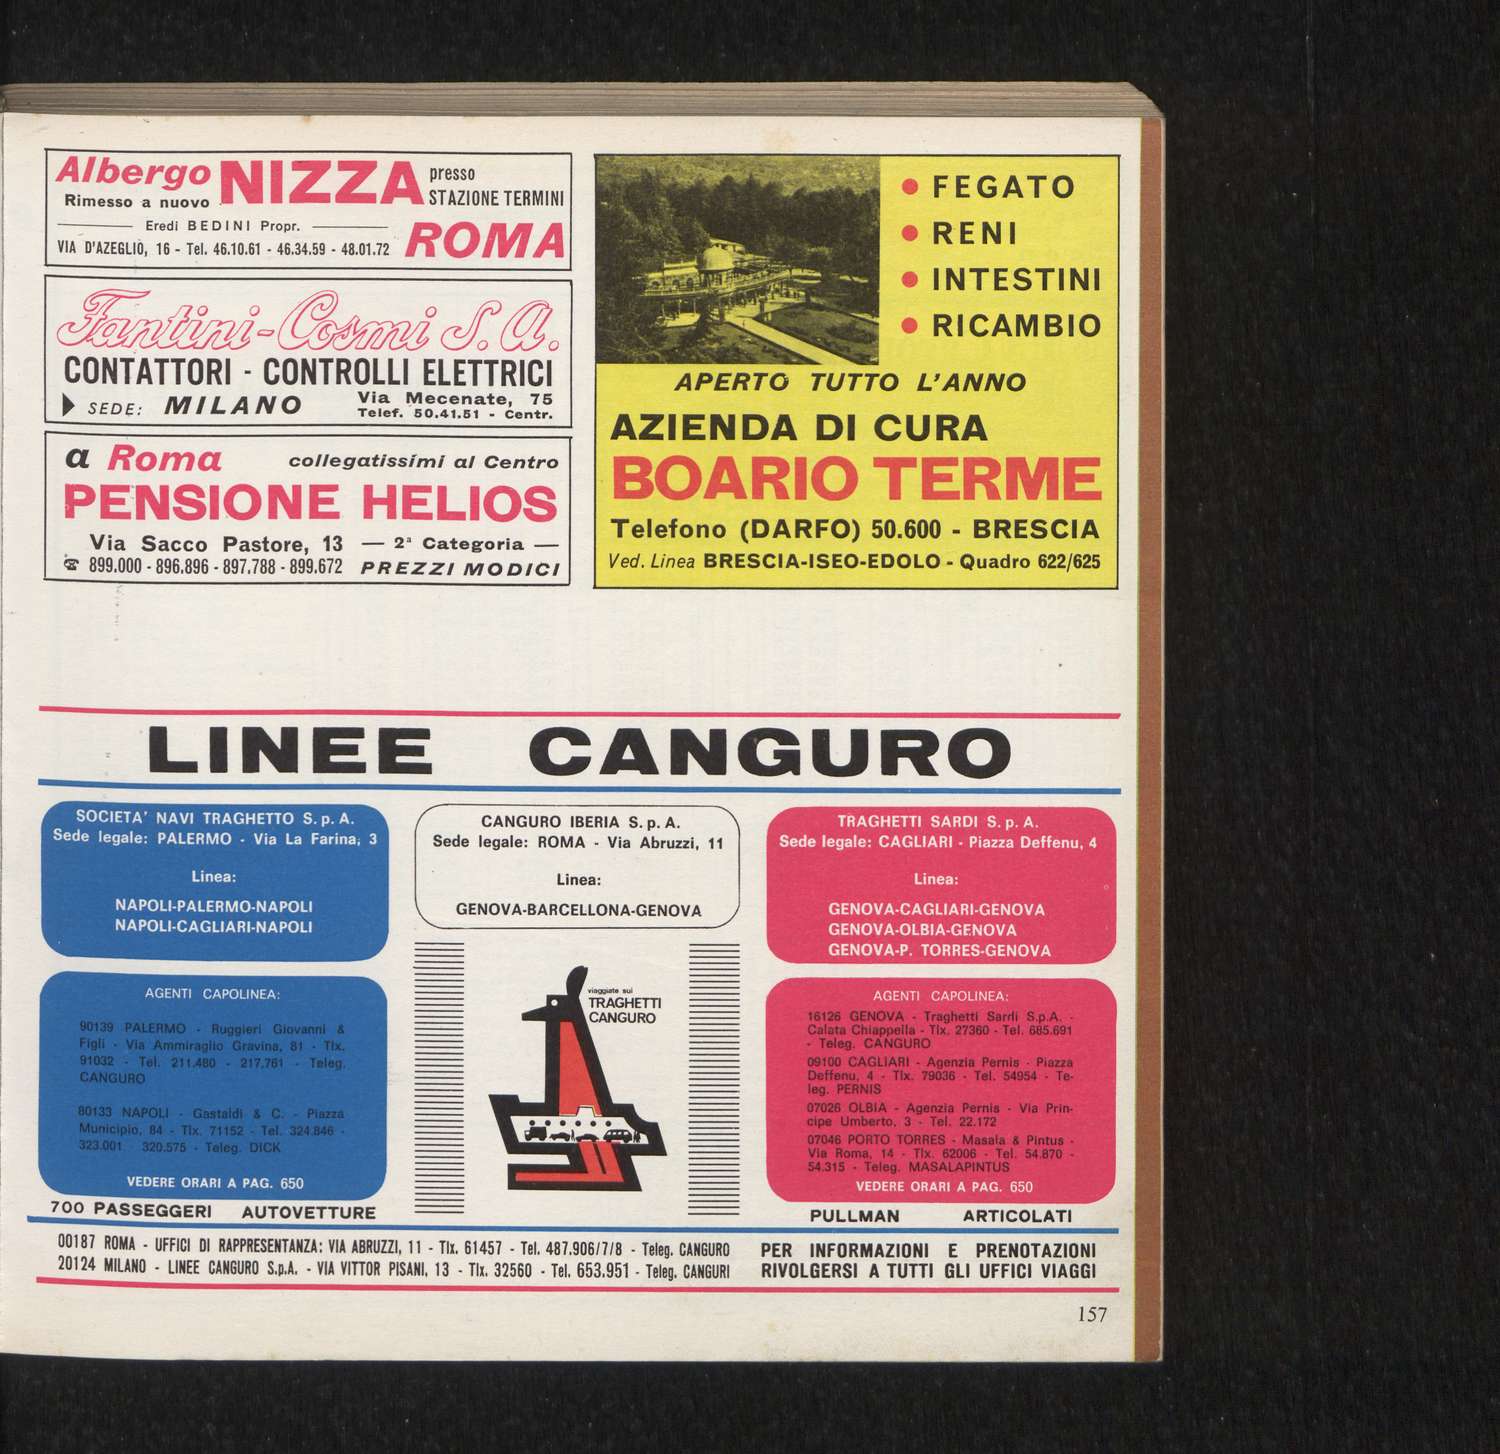 Albergo NIZZA presso
Rimesso a nuovo STAZIONE TERMINI
Eredi BEDINI Propr.
VIA D'AZEGLIO, 16 - Tel. 46.10.61 - 46.34.59 - 48.01.72 ROMA
Fantini-Cosmi S. A.
CONTATTORI - CONTROLLI ELETTRICI
SEDE: MILANO Via Mecenate, 75
Telef. 50.41.51 - Centr.
a Roma collegatissimi al Centro
PENSIONE HELIOS
Via Sacco Pastore, 13 — 2ª Categoria —
☎ 899.000 - 896.896 - 897.788 - 899.672 PREZZI MODICI
• FEGATO
• RENI
• INTESTINI
• RICAMBIO
APERTO TUTTO L'ANNO
AZIENDA DI CURA
BOARIO TERME
Telefono (DARFO) 50.600 - BRESCIA
Ved. Linea BRESCIA-ISEO-EDOLO - Quadro 622/625
LINEE CANGURO
SOCIETA' NAVI TRAGHETTO S.p.A.
Sede legale: PALERMO - Via La Farina, 3
Linea:
NAPOLI-PALERMO-NAPOLI
NAPOLI-CAGLIARI-NAPOLI
AGENTI CAPOLINEA:
90139 PALERMO - Ruggieri Giovanni &
Figli - Via Ammiraglio Gravina, 81 - Tlx.
91032 - Tel. 211.480 - 217.761 - Teleg.
CANGURO
80133 NAPOLI - Gastaldi & C. - Piazza
Municipio, 84 - Tlx. 71152 - Tel. 324.846 -
323.001 320.575 - Teleg. DICK
VEDERE ORARI A PAG. 650
CANGURO IBERIA S.p.A.
Sede legale: ROMA - Via Abruzzi, 11
Linea:
GENOVA-BARCELLONA-GENOVA
viaggiate sui
TRAGHETTI
CANGURO
TRAGHETTI SARDI S.p.A.
Sede legale: CAGLIARI - Piazza Deffenu, 4
Linea:
GENOVA-CAGLIARI-GENOVA
GENOVA-OLBIA-GENOVA
GENOVA-P. TORRES-GENOVA
AGENTI CAPOLINEA:
16126 GENOVA - Traghetti Sardi S.p.A. -
Calata Chiappella - Tlx. 27360 - Tel. 685.691
- Teleg. CANGURO
09100 CAGLIARI - Agenzia Pernis - Piazza
Deffenu, 4 - Tlx. 79036 - Tel. 54954 - Te-
leg. PERNIS
07026 OLBIA - Agenzia Pernis - Via Prin-
cipe Umberto, 3 - Tel. 22.172
07046 PORTO TORRES - Masala & Pintus -
Via Roma, 14 - Tlx. 62006 - Tel. 54.870 -
54.315 - Teleg. MASALAPINTUS
VEDERE ORARI A PAG. 650
700 PASSEGGERI AUTOVETTURE PULLMAN ARTICOLATI
00187 ROMA - UFFICI DI RAPPRESENTANZA: VIA ABRUZZI, 11 - Tlx. 61457 - Tel. 487.906/7/8 - Teleg. CANGURO
20124 MILANO - LINEE CANGURO S.p.A. - VIA VITTOR PISANI, 13 - Tlx. 32560 - Tel. 653.951 - Teleg. CANGURI
PER INFORMAZIONI E PRENOTAZIONI
RIVOLGERSI A TUTTI GLI UFFICI VIAGGI
157